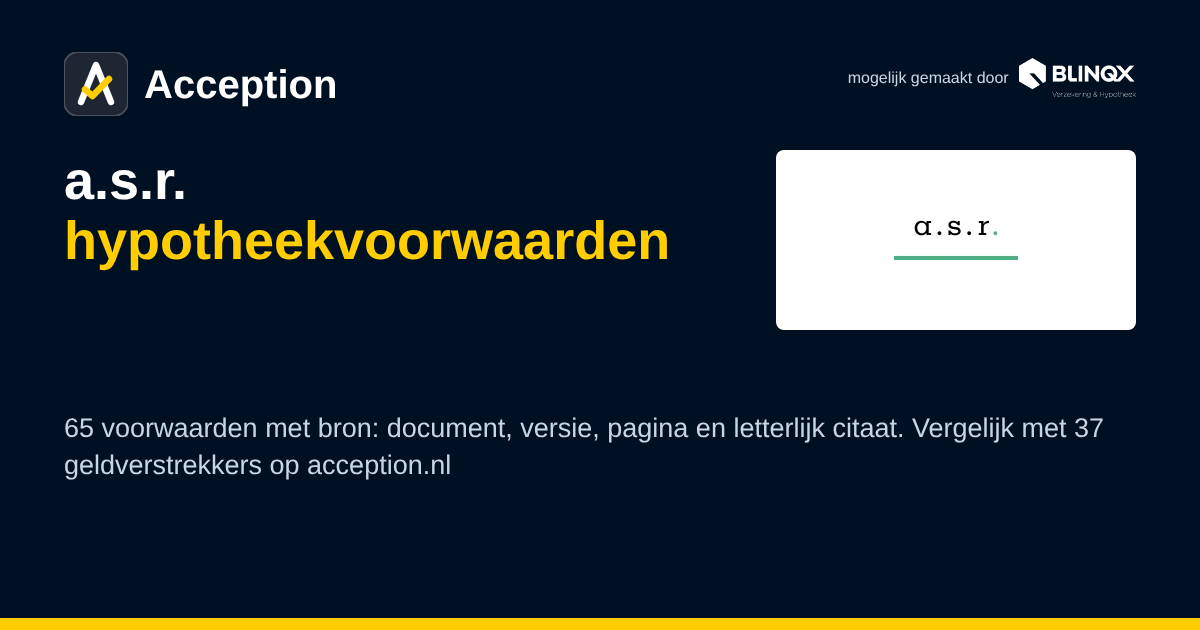 Acception
mogelijk gemaakt door
BLINQX
Verzekering & Hypotheek
a.s.r.
hypotheekvoorwaarden
a.s.r.
65 voorwaarden met bron: document, versie, pagina en letterlijk citaat. Vergelijk met 37
geldverstrekkers op acception.nl